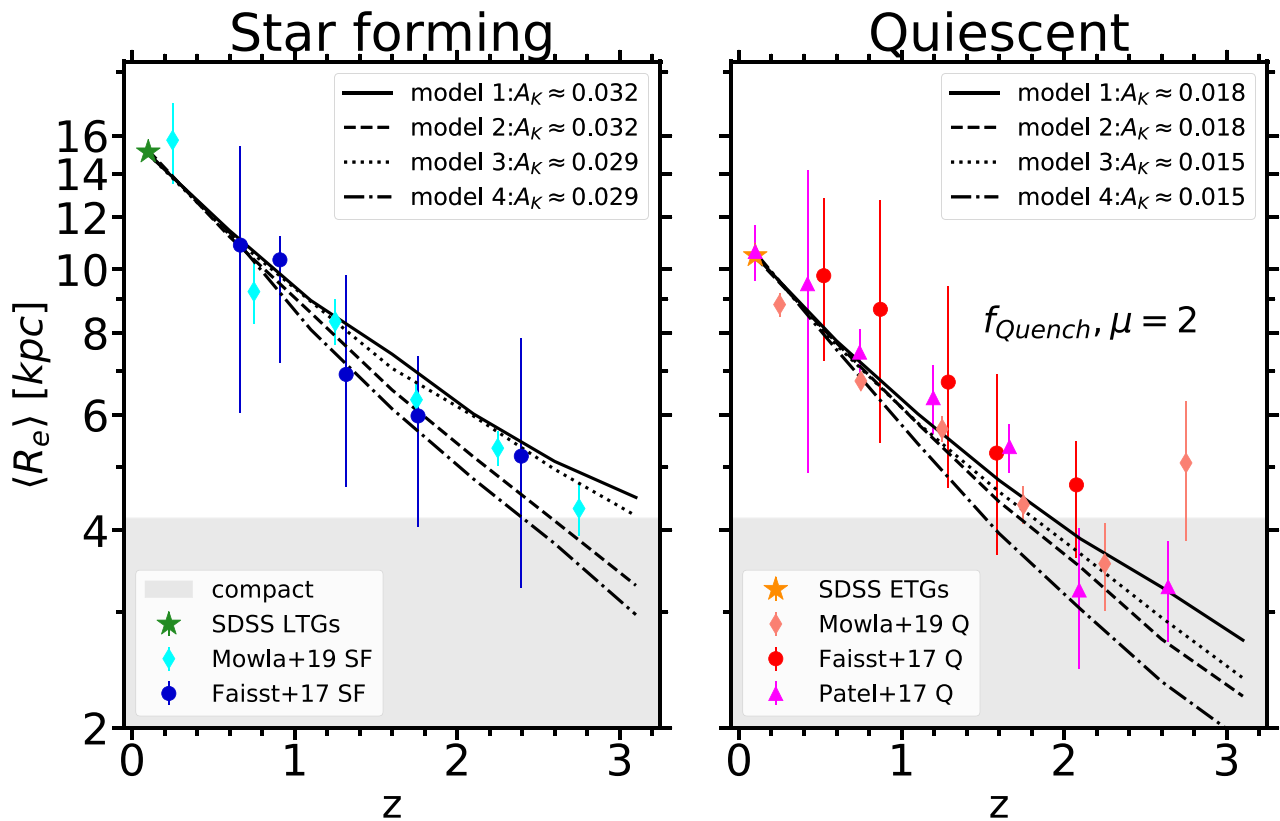 Star forming
Quiescent
model 1:A_K ≈ 0.032
model 2:A_K ≈ 0.032
model 3:A_K ≈ 0.029
model 4:A_K ≈ 0.029
model 1:A_K ≈ 0.018
model 2:A_K ≈ 0.018
model 3:A_K ≈ 0.015
model 4:A_K ≈ 0.015
f_Quench, μ = 2
⟨R_e⟩ [kpc]
16
14
12
10
8
6
4
2
compact
SDSS LTGs
Mowla+19 SF
Faisst+17 SF
SDSS ETGs
Mowla+19 Q
Faisst+17 Q
Patel+17 Q
0 1 2 3
0 1 2 3
z
z